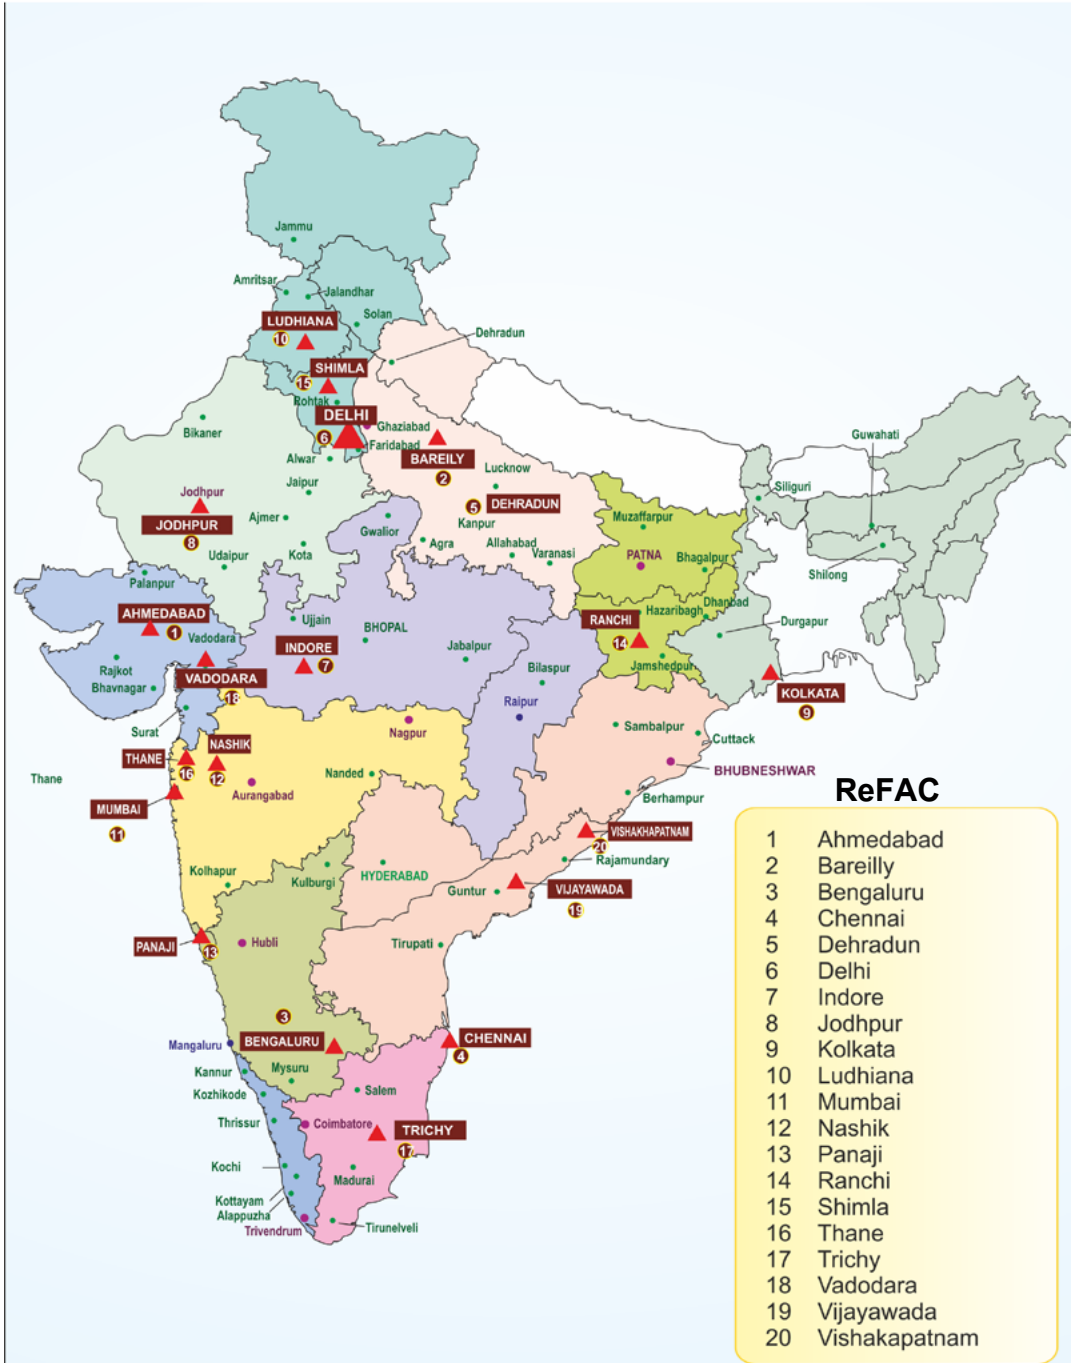 Jammu
Amritsar
Jalandhar
Solan
LUDHIANA
10
Dehradun
SHIMLA
15
Rohtak
DELHI
6
Ghaziabad
Faridabad
Bikaner
Alwar
BAREILY
2
Lucknow
Guwahati
Jaipur
Siliguri
Jodhpur
JODHPUR
8
5
DEHRADUN
Kanpur
Ajmer
Gwalior
Muzaffarpur
Udaipur
Kota
Agra
Allahabad
Varanasi
PATNA
Bhagalpur
Shilong
Palanpur
AHMEDABAD
1
Vadodara
Ujjain
BHOPAL
Hazaribagh
Dhanbad
RANCHI
14
Durgapur
INDORE
7
Jabalpur
Rajkot
Bhavnagar
VADODARA
18
Bilaspur
Jamshedpur
KOLKATA
9
Raipur
Surat
Nagpur
Sambalpur
Cuttack
THANE
16
NASHIK
12
Thane
Aurangabad
Nanded
BHUBNESHWAR
MUMBAI
11
Berhampur
VISHAKHAPATNAM
20
Rajamundary
Kolhapur
Kulburgi
HYDERABAD
Guntur
VIJAYAWADA
19
PANAJI
13
Hubli
Tirupati
3
BENGALURU
CHENNAI
4
Mangaluru
Kannur
Mysuru
Kozhikode
Salem
Thrissur
Coimbatore
TRICHY
17
Kochi
Madurai
Kottayam
Alappuzha
Trivendrum
Tirunelveli
ReFAC
1 Ahmedabad
2 Bareilly
3 Bengaluru
4 Chennai
5 Dehradun
6 Delhi
7 Indore
8 Jodhpur
9 Kolkata
10 Ludhiana
11 Mumbai
12 Nashik
13 Panaji
14 Ranchi
15 Shimla
16 Thane
17 Trichy
18 Vadodara
19 Vijayawada
20 Vishakapatnam